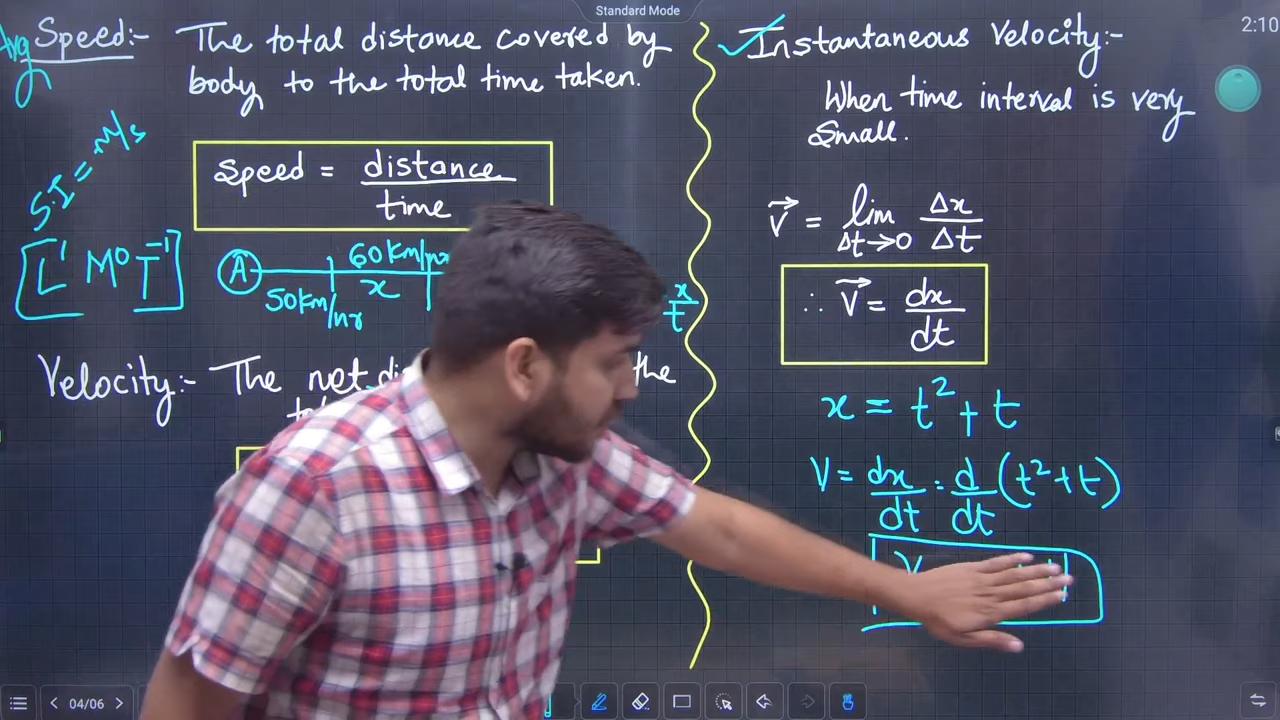 Standard Mode
2:10
Avg Speed:- The total distance covered by
body to the total time taken.
S.I = m/s
Speed = distance / time
[L¹ M⁰ T⁻¹]
A
60km/hr
50km/hr
x
x/t
Velocity:- The net the
✓Instantaneous Velocity:-
When time interval is very
Small.
V⃗ = lim Δt→0 Δx/Δt
∴ V⃗ = dx/dt
x = t² + t
V = dx/dt = d/dt (t² + t)
V
04/06